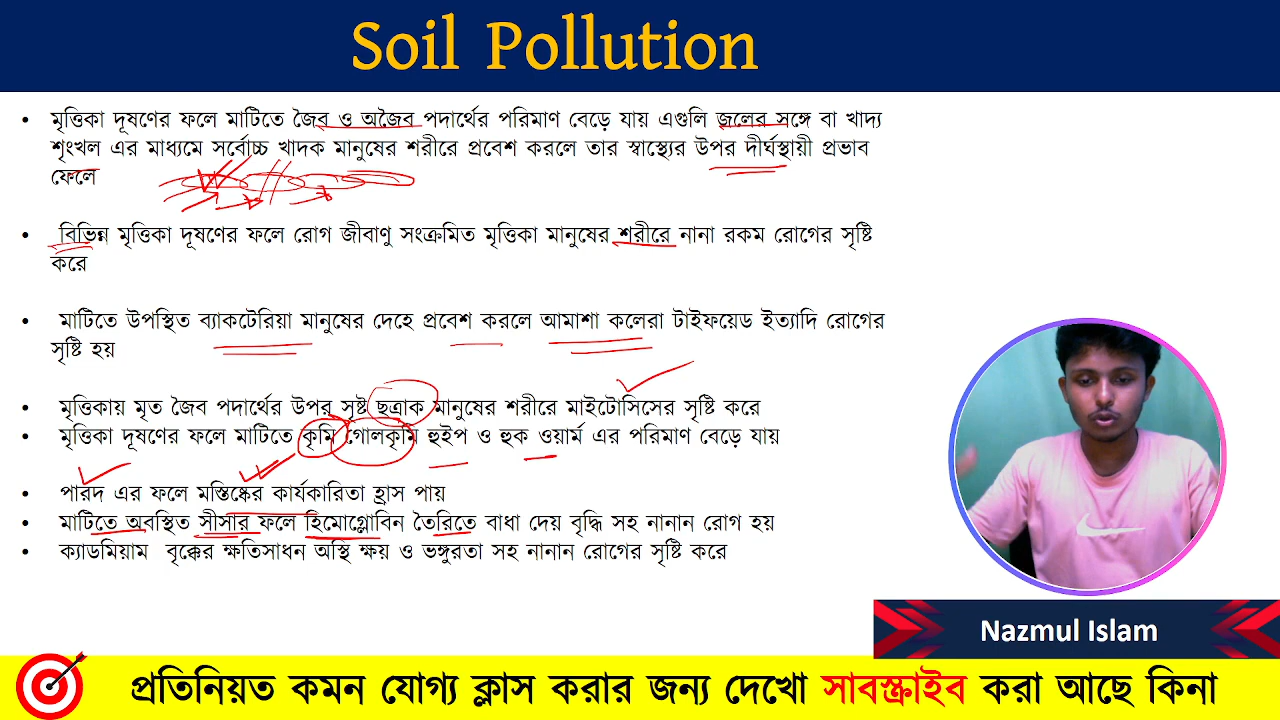 Soil Pollution
• মৃত্তিকা দূষণের ফলে মাটিতে জৈব ও অজৈব পদার্থের পরিমাণ বেড়ে যায় এগুলি জলের সঙ্গে বা খাদ্য
শৃংখল এর মাধ্যমে সর্বোচ্চ খাদক মানুষের শরীরে প্রবেশ করলে তার স্বাস্থ্যের উপর দীর্ঘস্থায়ী প্রভাব
ফেলে
• বিভিন্ন মৃত্তিকা দূষণের ফলে রোগ জীবাণু সংক্রমিত মৃত্তিকা মানুষের শরীরে নানা রকম রোগের সৃষ্টি
করে
• মাটিতে উপস্থিত ব্যাকটেরিয়া মানুষের দেহে প্রবেশ করলে আমাশা কলেরা টাইফয়েড ইত্যাদি রোগের
সৃষ্টি হয়
• মৃত্তিকায় মৃত জৈব পদার্থের উপর সৃষ্ট ছত্রাক মানুষের শরীরে মাইটোসিসের সৃষ্টি করে
• মৃত্তিকা দূষণের ফলে মাটিতে কৃমি গোলকৃমি হুইপ ও হুক ওয়ার্ম এর পরিমাণ বেড়ে যায়
• পারদ এর ফলে মস্তিষ্কের কার্যকারিতা হ্রাস পায়
• মাটিতে অবস্থিত সীসার ফলে হিমোগ্লোবিন তৈরিতে বাধা দেয় বৃদ্ধি সহ নানান রোগ হয়
• ক্যাডমিয়াম বৃক্কের ক্ষতিসাধন অস্থি ক্ষয় ও ভঙ্গুরতা সহ নানান রোগের সৃষ্টি করে
Nazmul Islam
প্রতিনিয়ত কমন যোগ্য ক্লাস করার জন্য দেখো সাবস্ক্রাইব করা আছে কিনা